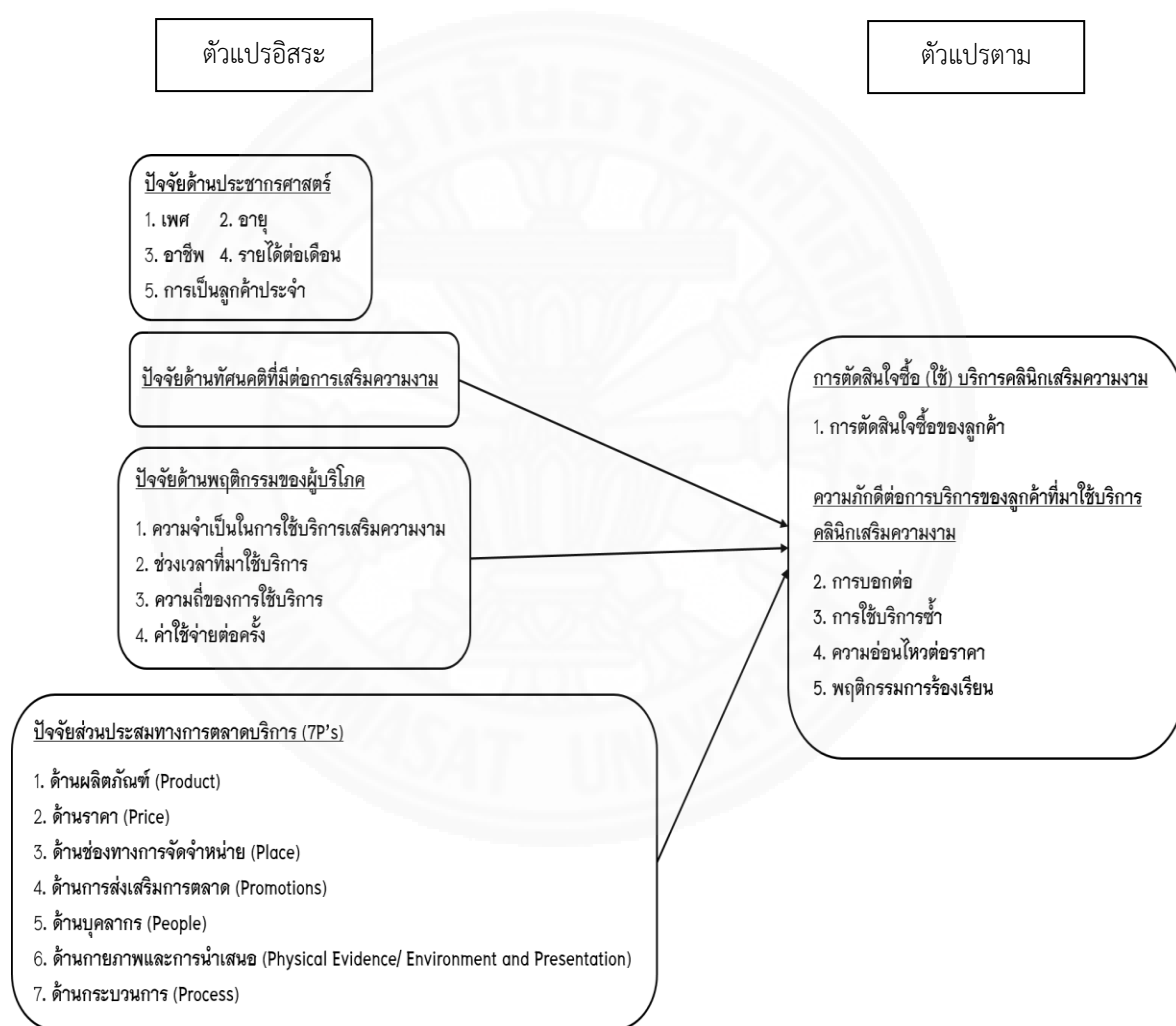 ตัวแปรอิสระ
ตัวแปรตาม
ปัจจัยด้านประชากรศาสตร์
1. เพศ 2. อายุ
3. อาชีพ 4. รายได้ต่อเดือน
5. การเป็นลูกค้าประจำ
ปัจจัยด้านทัศนคติที่มีต่อการเสริมความงาม
ปัจจัยด้านพฤติกรรมของผู้บริโภค
1. ความจำเป็นในการใช้บริการเสริมความงาม
2. ช่วงเวลาที่มาใช้บริการ
3. ความถี่ของการใช้บริการ
4. ค่าใช้จ่ายต่อครั้ง
ปัจจัยส่วนประสมทางการตลาดบริการ (7P's)
1. ด้านผลิตภัณฑ์ (Product)
2. ด้านราคา (Price)
3. ด้านช่องทางการจัดจำหน่าย (Place)
4. ด้านการส่งเสริมการตลาด (Promotions)
5. ด้านบุคลากร (People)
6. ด้านกายภาพและการนำเสนอ (Physical Evidence/ Environment and Presentation)
7. ด้านกระบวนการ (Process)
การตัดสินใจซื้อ (ใช้) บริการคลินิกเสริมความงาม
1. การตัดสินใจซื้อของลูกค้า
ความภักดีต่อการบริการของลูกค้าที่มาใช้บริการ
คลินิกเสริมความงาม
2. การบอกต่อ
3. การใช้บริการซ้ำ
4. ความอ่อนไหวต่อราคา
5. พฤติกรรมการร้องเรียน